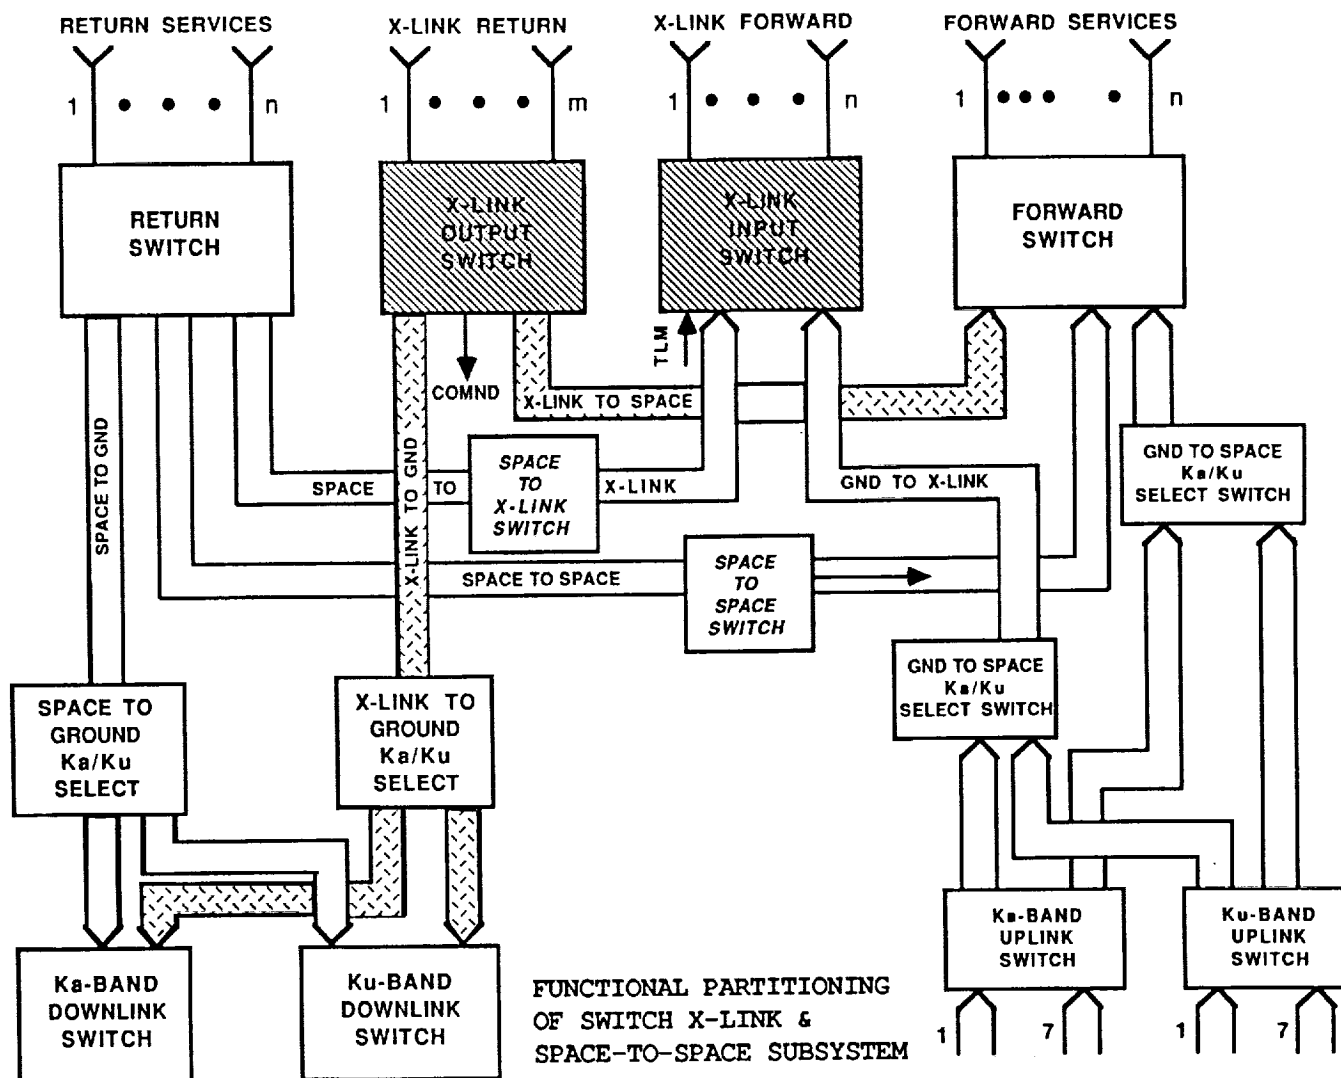 RETURN SERVICES
X-LINK RETURN
X-LINK FORWARD
FORWARD SERVICES
1 • • • n
1 • • • m
1 • • • n
1 ••• • n
RETURN
SWITCH
X-LINK
OUTPUT
SWITCH
X-LINK
INPUT
SWITCH
FORWARD
SWITCH
TLM
COMND
X-LINK TO SPACE
SPACE TO GND
X-LINK TO GND
SPACE TO
SPACE
TO
X-LINK
SWITCH
X-LINK
GND TO X-LINK
GND TO SPACE
Ka/Ku
SELECT SWITCH
SPACE TO SPACE
SPACE
TO
SPACE
SWITCH
GND TO SPACE
Ka/Ku
SELECT SWITCH
SPACE TO
GROUND
Ka/Ku
SELECT
X-LINK TO
GROUND
Ka/Ku
SELECT
Ka-BAND
UPLINK
SWITCH
Ku-BAND
UPLINK
SWITCH
Ka-BAND
DOWNLINK
SWITCH
Ku-BAND
DOWNLINK
SWITCH
1 7
1 7
FUNCTIONAL PARTITIONING
OF SWITCH X-LINK &
SPACE-TO-SPACE SUBSYSTEM